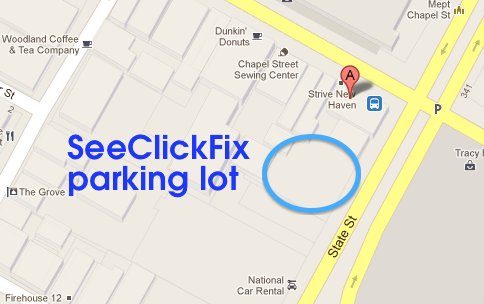 Mept
Chapel St
Dunkin'
Donuts
Woodland Coffee
& Tea Company
Chapel Street
Sewing Center
A
Strive New
Haven
341
P
2
SeeClickFix
parking lot
Tracy
The Grove
State St
National
Car Rental
Firehouse 12